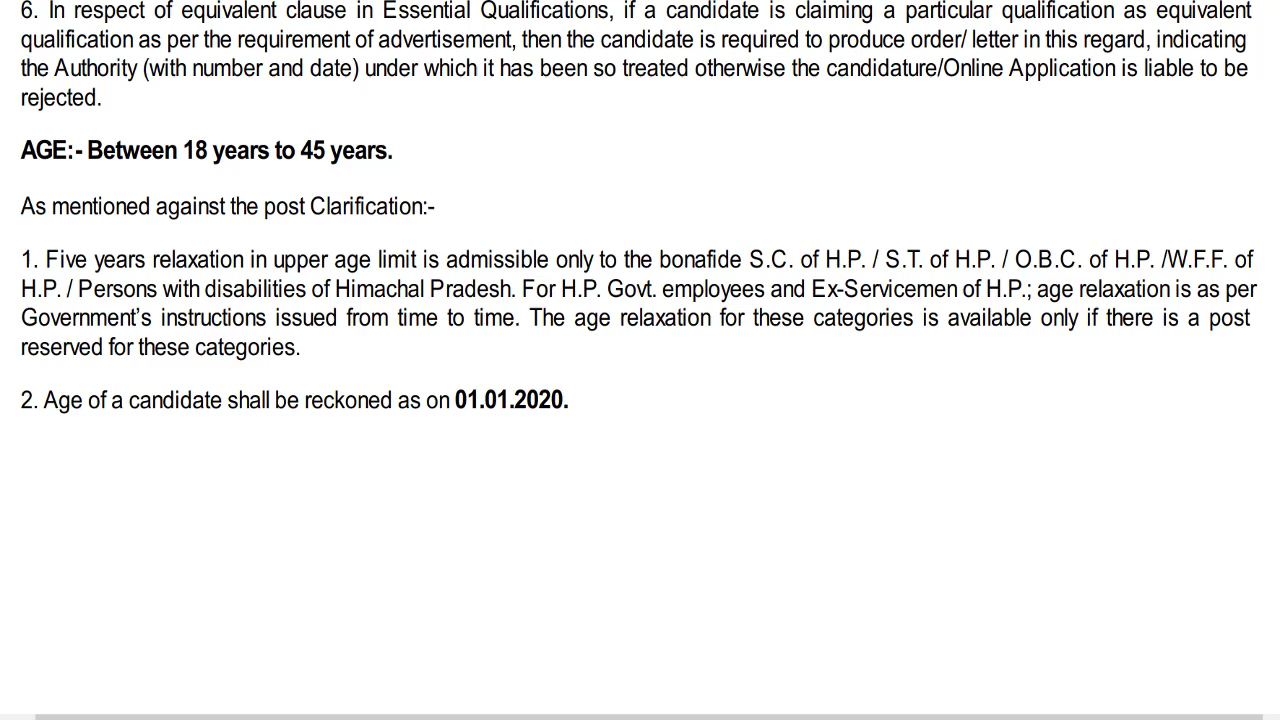 6. In respect of equivalent clause in Essential Qualifications, if a candidate is claiming a particular qualification as equivalent
qualification as per the requirement of advertisement, then the candidate is required to produce order/ letter in this regard, indicating
the Authority (with number and date) under which it has been so treated otherwise the candidature/Online Application is liable to be
rejected.
AGE:- Between 18 years to 45 years.
As mentioned against the post Clarification:-
1. Five years relaxation in upper age limit is admissible only to the bonafide S.C. of H.P. / S.T. of H.P. / O.B.C. of H.P. /W.F.F. of
H.P. / Persons with disabilities of Himachal Pradesh. For H.P. Govt. employees and Ex-Servicemen of H.P.; age relaxation is as per
Government’s instructions issued from time to time. The age relaxation for these categories is available only if there is a post
reserved for these categories.
2. Age of a candidate shall be reckoned as on 01.01.2020.